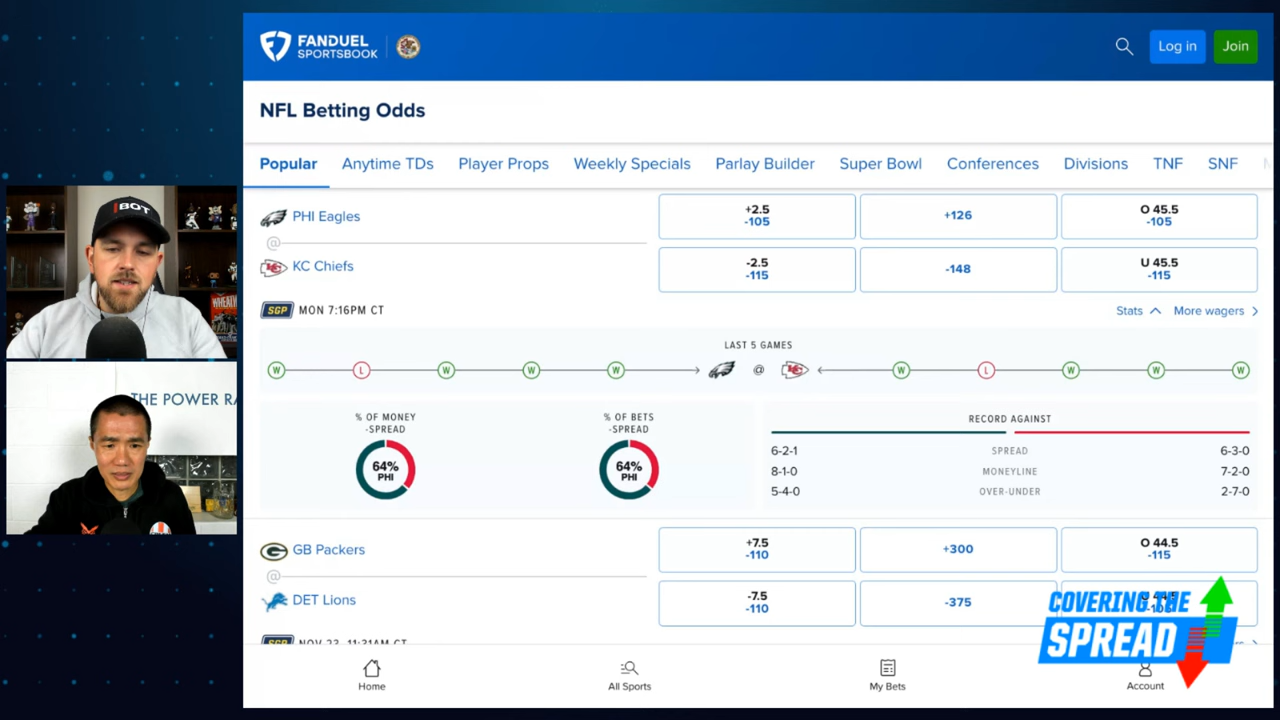 FANDUEL
SPORTSBOOK
Log in
Join
NFL Betting Odds
Popular
Anytime TDs
Player Props
Weekly Specials
Parlay Builder
Super Bowl
Conferences
Divisions
TNF
SNF
PHI Eagles
+2.5
-105
+126
O 45.5
-105
@
KC Chiefs
-2.5
-115
-148
U 45.5
-115
SGP MON 7:16PM CT
Stats
More wagers
LAST 5 GAMES
W L W W W @ W L W W W
% OF MONEY
-SPREAD
64%
PHI
% OF BETS
-SPREAD
64%
PHI
RECORD AGAINST
6-2-1 SPREAD 6-3-0
8-1-0 MONEYLINE 7-2-0
5-4-0 OVER-UNDER 2-7-0
GB Packers
+7.5
-110
+300
O 44.5
-115
@
DET Lions
-7.5
-110
-375
COVERING THE
SPREAD
Home
All Sports
My Bets
Account
BOT
THE POWER RA